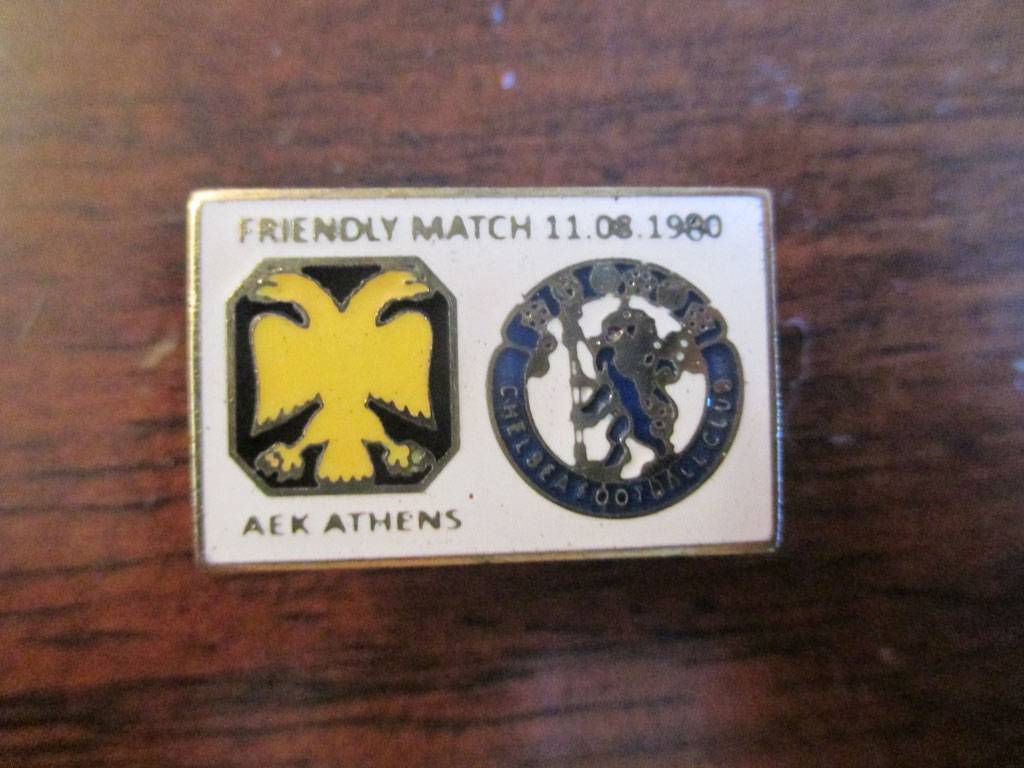 FRIENDLY MATCH 11.08.1980
CHELSEA FOOTBALL CLUB
AEK ATHENS